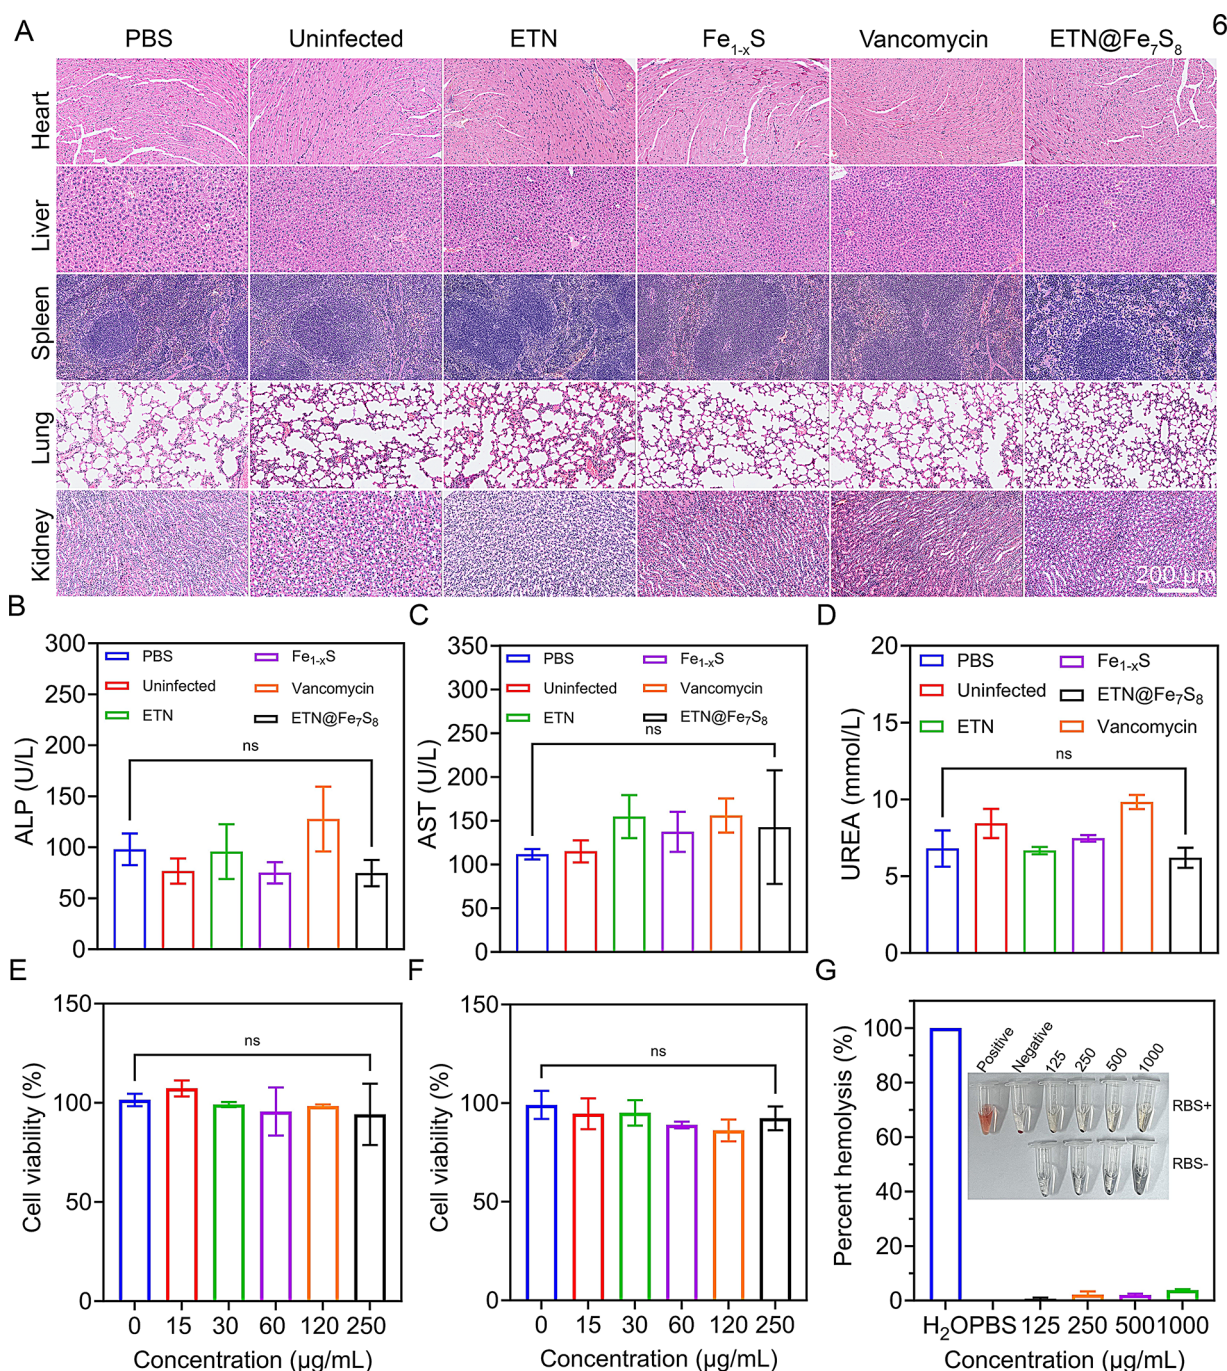 A
6
PBS Uninfected ETN Fe1-xS Vancomycin ETN@Fe7S8
Heart
Liver
Spleen
Lung
Kidney
200 μm
B
300
250
200
150
100
50
0
ALP (U/L)
PBS Fe1-xS
Uninfected Vancomycin
ETN ETN@Fe7S8
ns
C
350
300
250
200
150
100
50
0
AST (U/L)
PBS Fe1-xS
Uninfected Vancomycin
ETN ETN@Fe7S8
ns
D
20
15
10
5
0
UREA (mmol/L)
PBS Fe1-xS
Uninfected ETN@Fe7S8
ETN Vancomycin
ns
E
150
100
50
0
Cell viability (%)
ns
0 15 30 60 120 250
Concentration (μg/mL)
F
150
100
50
0
Cell viability (%)
ns
0 15 30 60 120 250
Concentration (μg/mL)
G
100
80
60
40
20
0
Percent hemolysis (%)
Positive Negative 125 250 500 1000
RBS+
RBS-
H2O PBS 125 250 500 1000
Concentration (μg/mL)